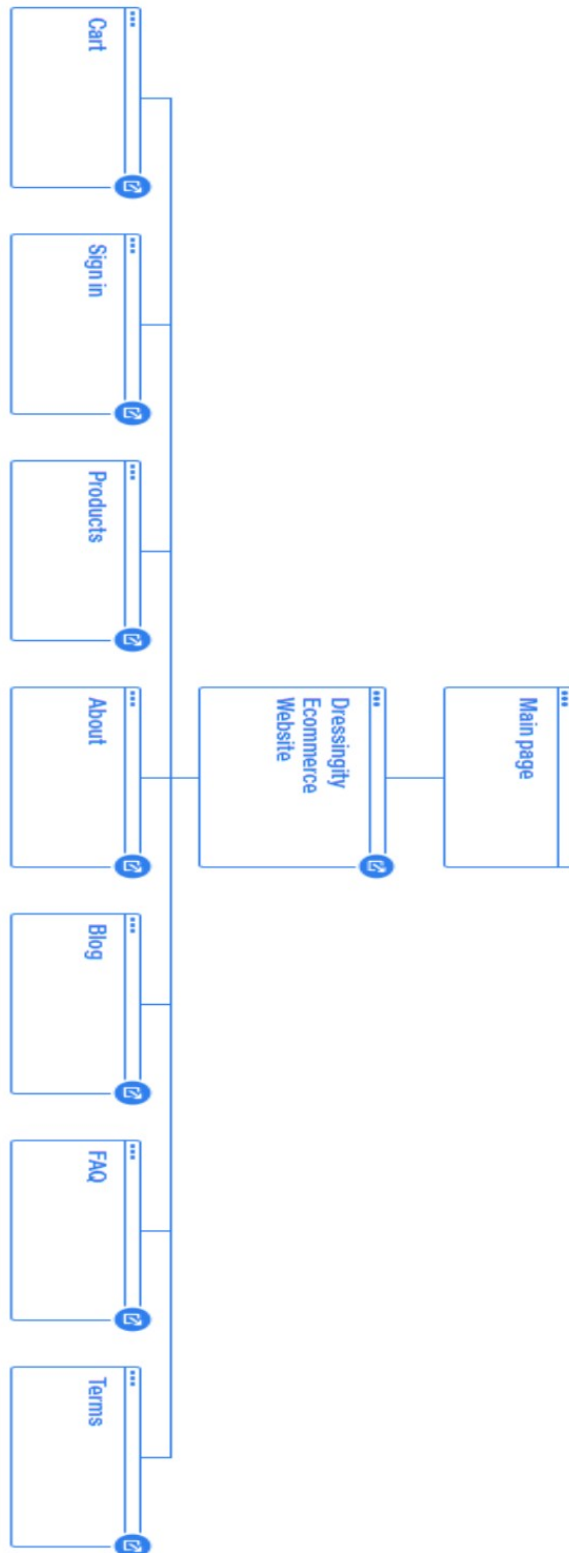 Main page
Dressingity
Ecommerce
Website
Cart
Sign in
Products
About
Blog
FAQ
Terms